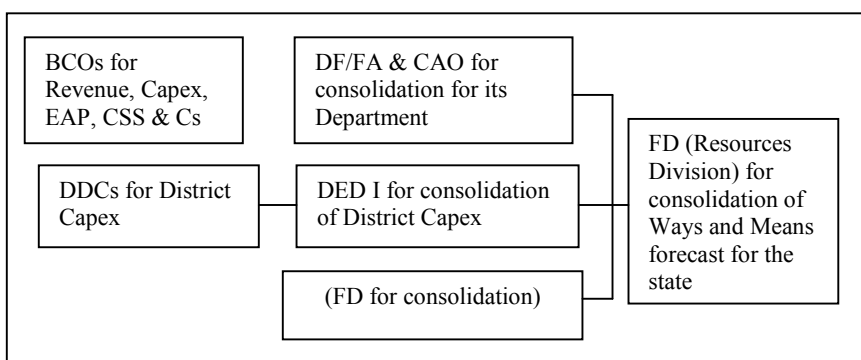 BCOs for
Revenue, Capex,
EAP, CSS & Cs
DF/FA & CAO for
consolidation for its
Department
FD (Resources
Division) for
consolidation of
Ways and Means
forecast for the
state
DDCs for District
Capex
DED I for consolidation
of District Capex
(FD for consolidation)